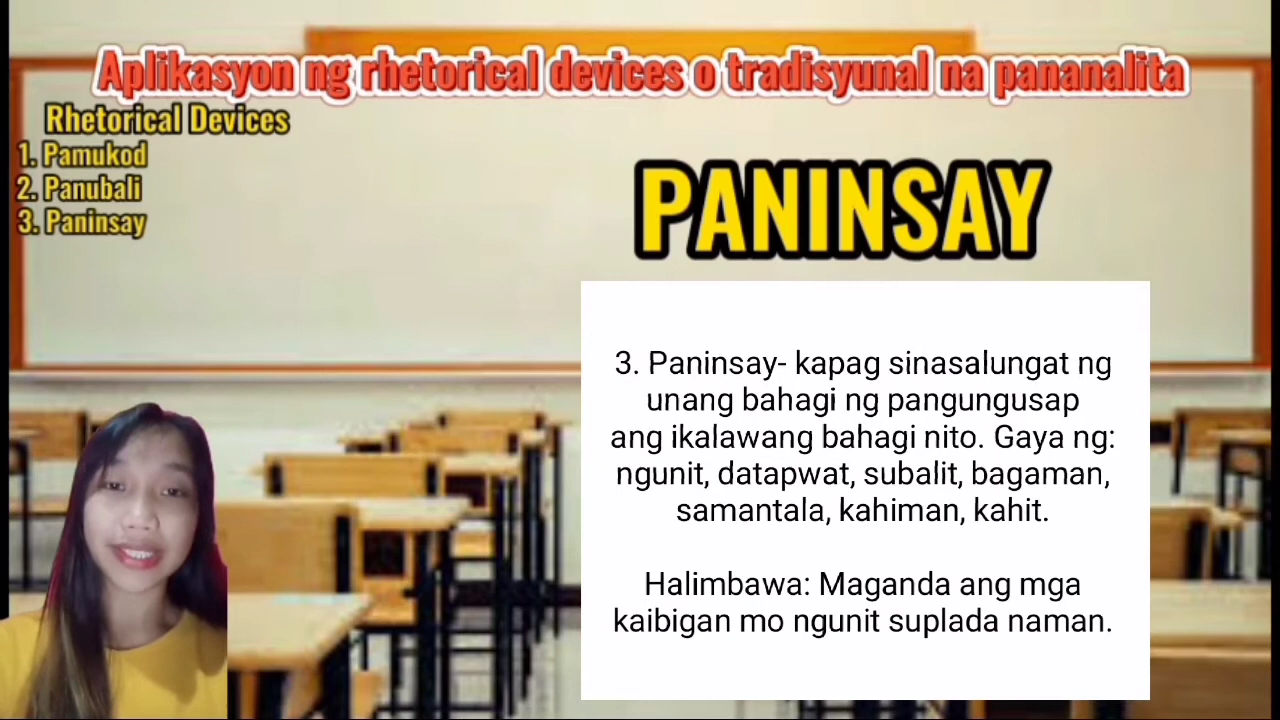 Aplikasyon ng rhetorical devices o tradisyunal na pananalita
Rhetorical Devices
1. Pamukod
2. Panubali
3. Paninsay
PANINSAY
3. Paninsay- kapag sinasalungat ng
unang bahagi ng pangungusap
ang ikalawang bahagi nito. Gaya ng:
ngunit, datapwat, subalit, bagaman,
samantala, kahiman, kahit.
Halimbawa: Maganda ang mga
kaibigan mo ngunit suplada naman.